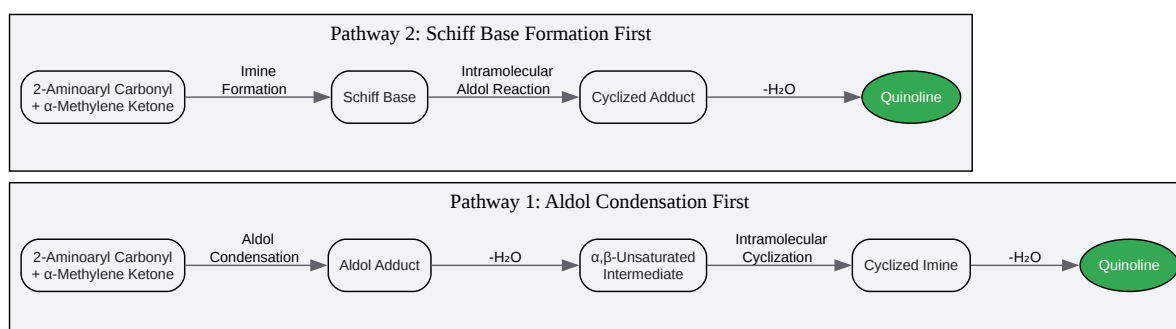 Pathway 2: Schiff Base Formation First
2-Aminoaryl Carbonyl
+ α-Methylene Ketone
Imine
Formation
Schiff Base
Intramolecular
Aldol Reaction
Cyclized Adduct
-H₂O
Quinoline
Pathway 1: Aldol Condensation First
2-Aminoaryl Carbonyl
+ α-Methylene Ketone
Aldol
Condensation
Aldol Adduct
-H₂O
α,β-Unsaturated
Intermediate
Intramolecular
Cyclization
Cyclized Imine
-H₂O
Quinoline